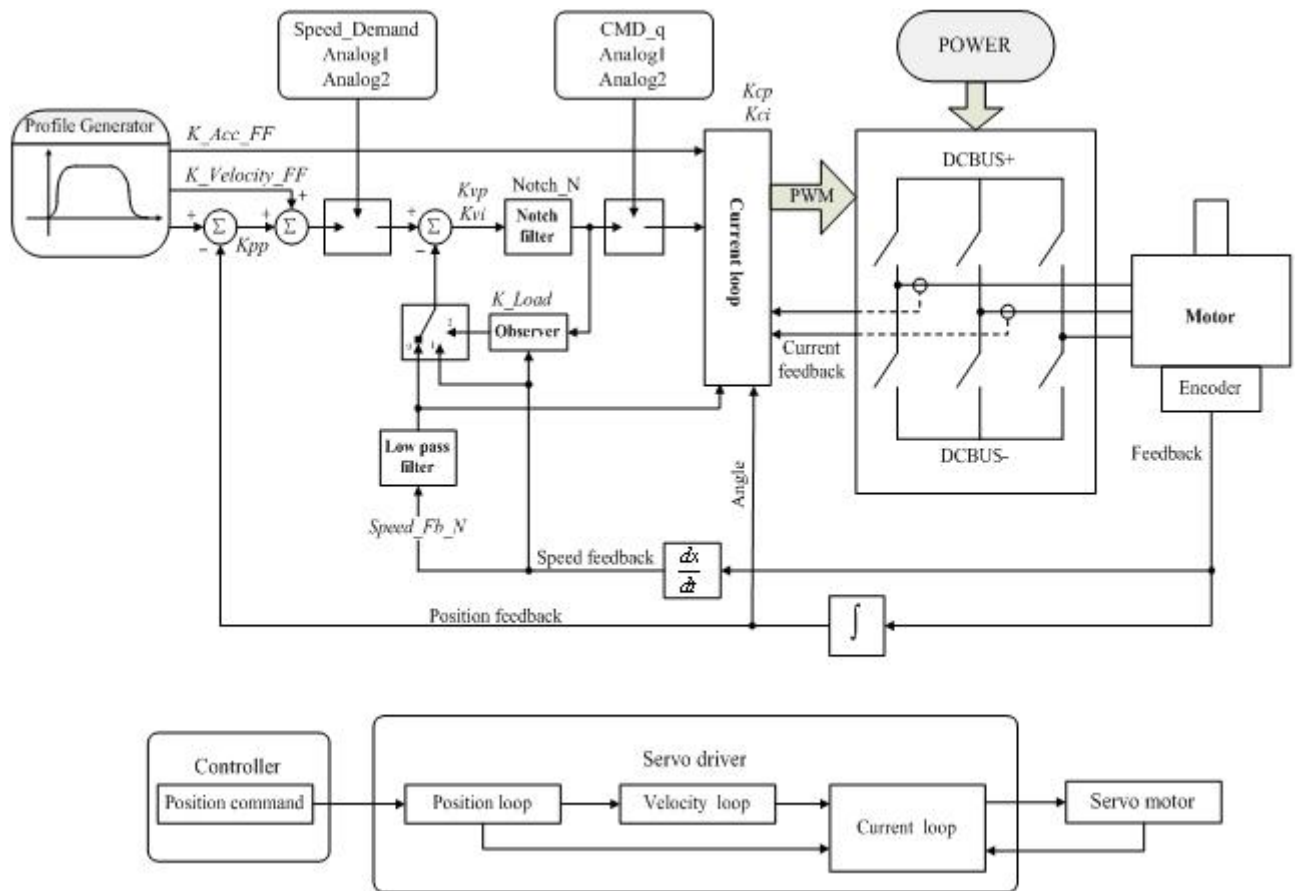 Speed_Demand
Analog1
Analog2
CMD_q
Analog1
Analog2
POWER
Kcp
Kci
Profile Generator
K_Acc_FF
K_Velocity_FF
+
+
−
Σ
Kpp
+
+
Σ
+
−
Σ
Kvp
Kvi
Notch_N
Notch
filter
Current loop
PWM
DCBUS+
DCBUS−
K_Load
Observer
2
1
Current
feedback
Motor
Encoder
Feedback
Low pass
filter
Angle
Speed_Fb_N
Speed feedback
dx
dt
Position feedback
∫
Controller
Position command
Servo driver
Position loop
Velocity loop
Current loop
Servo motor